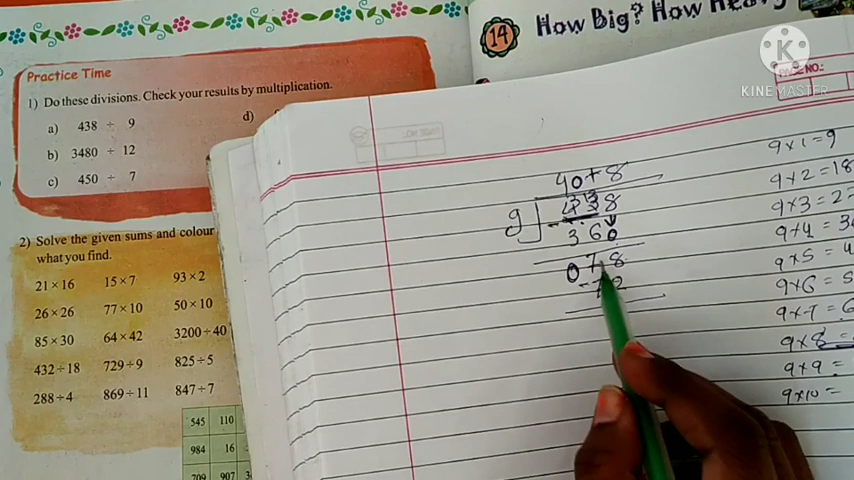 14 How Big? How Heavy
Practice Time
1) Do these divisions. Check your results by multiplication.
a) 438 ÷ 9
d)
b) 3480 ÷ 12
c) 450 ÷ 7
2) Solve the given sums and colour
what you find.
21 × 16 15 × 7 93 × 2
26 × 26 77 × 10 50 × 10
85 × 30 64 × 42 3200 ÷ 40
432 ÷ 18 729 ÷ 9 825 ÷ 5
288 ÷ 4 869 ÷ 11 847 ÷ 7
545 110
984 16
709 907
KINEMASTER
PAGE NO.:
40+8
9 438
- 360
078
- 72
9×1=9
9×2=18
9×3=2
9×4=3
9×5=4
9×6=5
9×7=6
9×8=
9×9=
9×10=